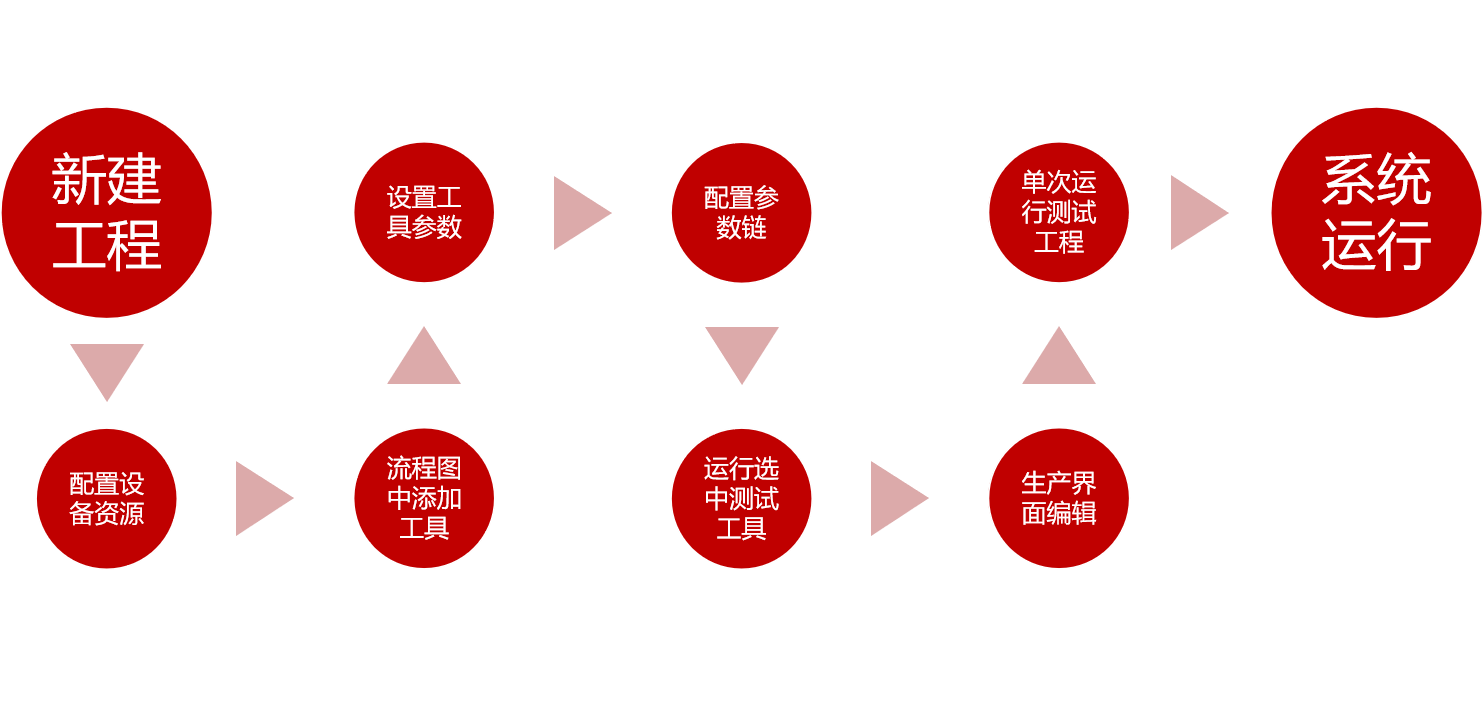 新建
工程
配置设
备资源
流程图
中添加
工具
设置工
具参数
配置参
数链
运行选
中测试
工具
生产界
面编辑
单次运
行测试
工程
系统
运行